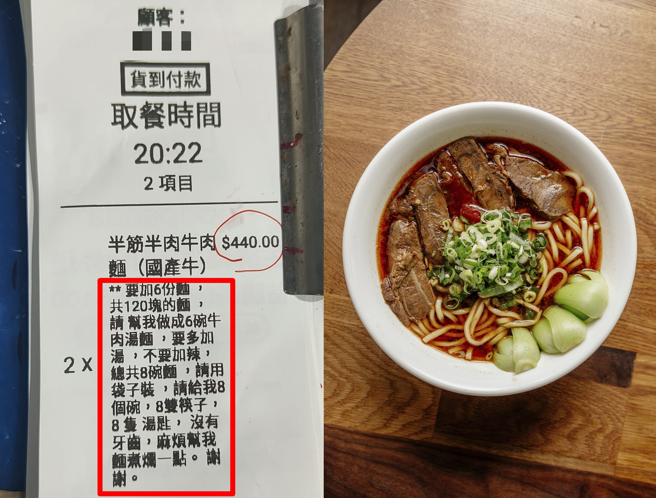 顧客：
貨到付款
取餐時間
20:22
2 項目
半筋半肉牛肉 $440.00
麵（國產牛）
** 要加6份麵，
共120塊的麵，
請 幫我做成6碗牛
肉湯麵，要多加
湯，不要加辣，
2 x
總共8碗麵，請用
袋子裝，請給我8
個碗，8雙筷子，
8 隻 湯匙， 沒有
牙齒，麻煩幫我
麵煮爛一點。 謝
謝。